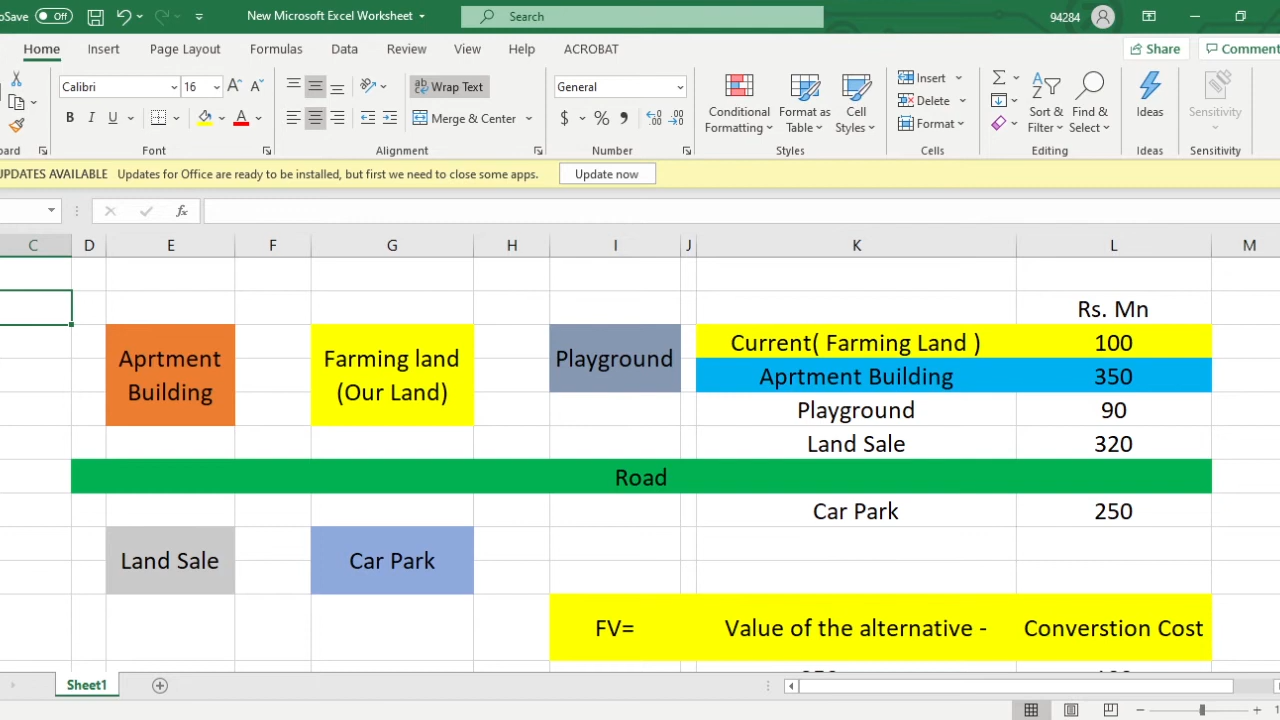 oSave Off New Microsoft Excel Worksheet Search 94284
Home Insert Page Layout Formulas Data Review View Help ACROBAT Share Comment
Calibri 16 A A ab Wrap Text General Insert
B I U A Merge & Center $ % Conditional Formatting Format as Table Cell Styles Delete Sort & Filter Find & Select Ideas Sensitivity
Format
oard Font Alignment Number Styles Cells Editing Ideas Sensitivity
UPDATES AVAILABLE Updates for Office are ready to be installed, but first we need to close some apps. Update now
fx
C D E F G H I J K L M
Rs. Mn
Aprtment
Building
Farming land
(Our Land)
Playground
Current( Farming Land ) 100
Aprtment Building 350
Playground 90
Land Sale 320
Road
Car Park 250
Land Sale Car Park
FV= Value of the alternative - Converstion Cost
Sheet1